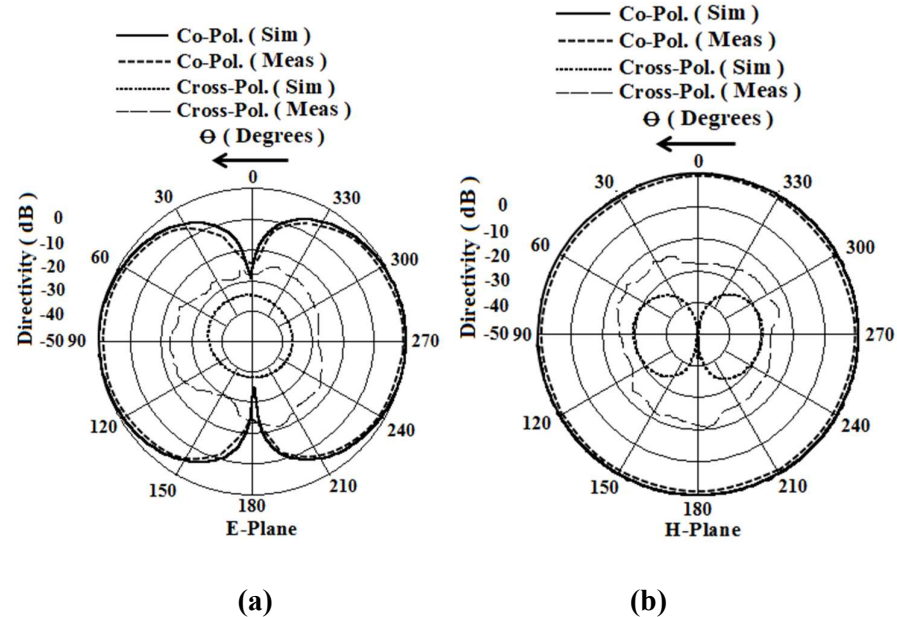 Co-Pol. ( Sim )
Co-Pol. ( Meas )
Cross-Pol. ( Sim )
Cross-Pol. ( Meas )
Θ ( Degrees )
0
30
330
60
300
90
270
120
240
150
210
180
Directivity ( dB )
0
-10
-20
-30
-40
-50
E-Plane
(a)
Co-Pol. ( Sim )
Co-Pol. ( Meas )
Cross-Pol. ( Sim )
Cross-Pol. ( Meas )
Θ ( Degrees )
0
30
330
60
300
90
270
120
240
150
210
180
Directivity ( dB )
0
-10
-20
-30
-40
-50
H-Plane
(b)